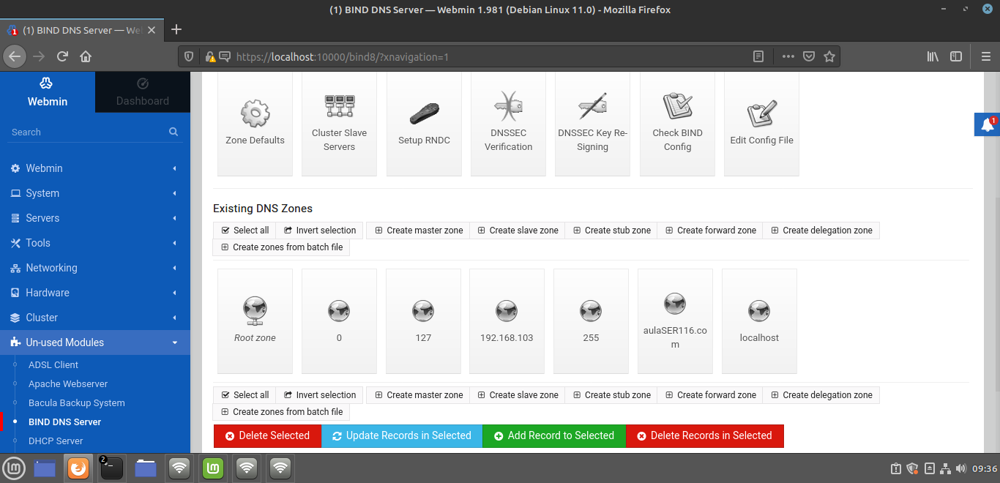 (1) BIND DNS Server — Webmin 1.981 (Debian Linux 11.0) - Mozilla Firefox
1 (1) BIND DNS Server — We
https://localhost:10000/bind8/?xnavigation=1
Webmin
Dashboard
Search
Webmin
System
Servers
Tools
Networking
Hardware
Cluster
Un-used Modules
ADSL Client
Apache Webserver
Bacula Backup System
BIND DNS Server
DHCP Server
Zone Defaults
Cluster Slave
Servers
Setup RNDC
DNSSEC
Verification
DNSSEC Key Re-
Signing
Check BIND
Config
Edit Config File
1
Existing DNS Zones
Select all Invert selection Create master zone Create slave zone Create stub zone Create forward zone Create delegation zone
Create zones from batch file
Root zone
0
127
192.168.103
255
aulaSER116.co
m
localhost
Select all Invert selection Create master zone Create slave zone Create stub zone Create forward zone Create delegation zone
Create zones from batch file
Delete Selected Update Records in Selected Add Record to Selected Delete Records in Selected
2
09:36